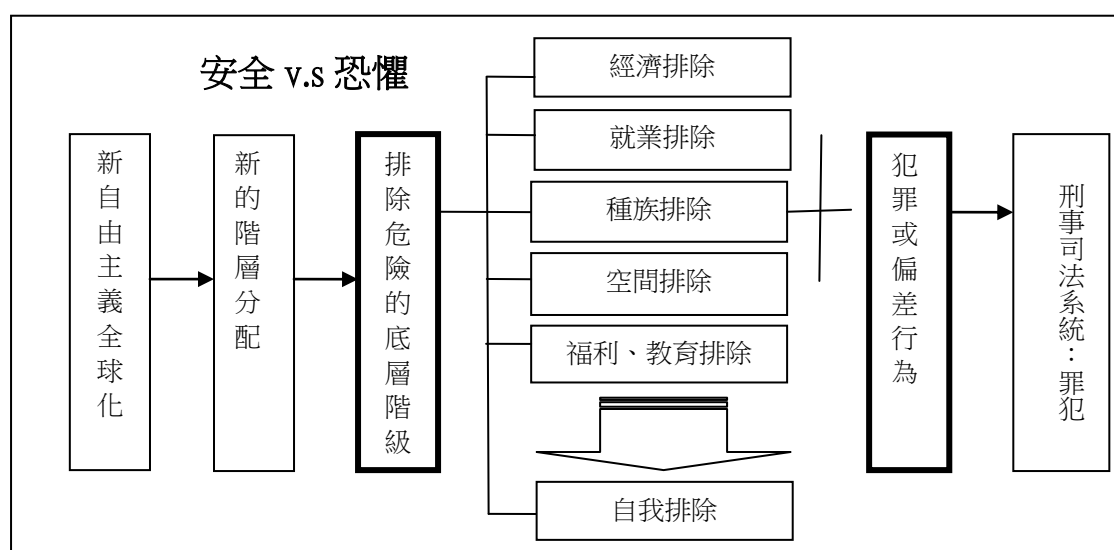 安全 v.s 恐懼
新自由主義全球化
新的階層分配
排除危險的底層階級
經濟排除
就業排除
種族排除
空間排除
福利、教育排除
自我排除
犯罪或偏差行為
刑事司法系統：罪犯